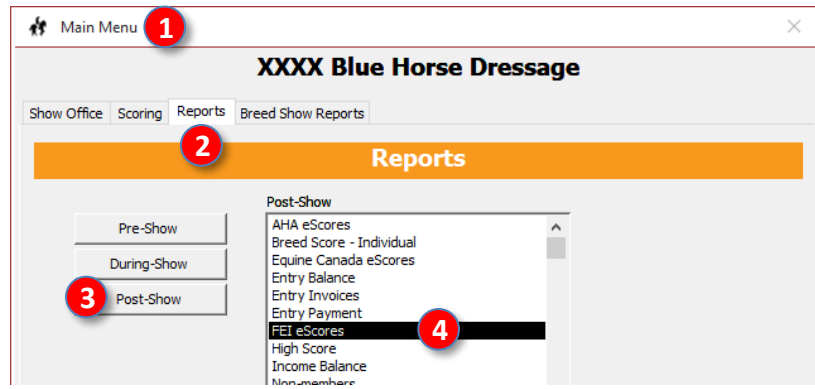 Main Menu 1
XXXX Blue Horse Dressage
Show Office Scoring Reports Breed Show Reports
2
Reports
Post-Show
Pre-Show
During-Show
3 Post-Show
AHA eScores
Breed Score - Individual
Equine Canada eScores
Entry Balance
Entry Invoices
Entry Payment
FEI eScores 4
High Score
Income Balance
Non-members